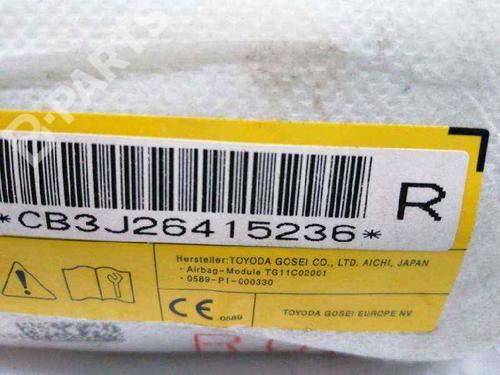 D-PARTS
*CB3J26415236*
R
Hersteller:TOYODA GOSEI CO., LTD. AICHI, JAPAN
· Airbag-Module TG11C02001
· 0589-P1-000330
CE 0589
TOYODA GOSEI EUROPE NV